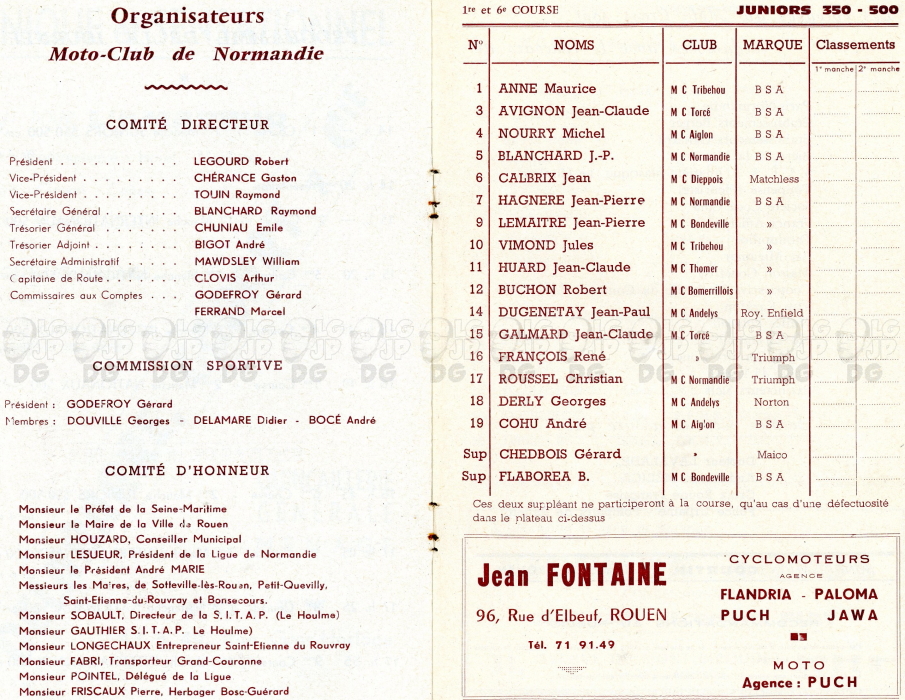 Organisateurs
Moto-Club de Normandie
COMITÉ DIRECTEUR
Président . . . . . . . . . . . LEGOURD Robert
Vice-Président . . . . . . . . . CHÉRANCE Gaston
Vice-Président . . . . . . . . . TOUIN Raymond
Secrétaire Général . . . . . . . BLANCHARD Raymond
Trésorier Général . . . . . . . CHUNIAU Emile
Trésorier Adjoint . . . . . . . . BIGOT André
Secrétaire Administratif . . . . . MAWDSLEY William
Capitaine de Route . . . . . . . CLOVIS Arthur
Commissaires aux Comptes . . . GODEFROY Gérard
FERRAND Marcel
COMMISSION SPORTIVE
Président : GODEFROY Gérard
Membres : DOUVILLE Georges - DELAMARE Didier - BOCÉ André
COMITÉ D'HONNEUR
Monsieur le Préfet de la Seine-Maritime
Monsieur le Maire de la Ville de Rouen
Monsieur HOUZARD, Conseiller Municipal
Monsieur LESUEUR, Président de la Ligue de Normandie
Monsieur le Président André MARIE
Messieurs les Maires, de Sotteville-lès-Rouan, Petit-Quevilly,
Saint-Etienne-du-Rouvray et Bonsecours.
Monsieur SOBAULT, Directeur de la S.I.T.A.P. (Le Houlme)
Monsieur GAUTHIER S.I.T.A.P. Le Houlme)
Monsieur LONGECHAUX Entrepreneur Saint-Etienne du Rouvray
Monsieur FABRI, Transporteur Grand-Couronne
Monsieur POINTEL, Délégué de la Ligue
Monsieur FRISCAUX Pierre, Herbager Bosc-Guérard
1re et 6e COURSE JUNIORS 350 - 500
N° NOMS CLUB MARQUE Classements
1e manche 2e manche
1 ANNE Maurice M C Tribehou B S A
3 AVIGNON Jean-Claude M C Torcé B S A
4 NOURRY Michel M C Aiglon B S A
5 BLANCHARD J.-P. M C Normandie B S A
6 CALBRIX Jean M C Dieppois Matchless
7 HAGNERE Jean-Pierre M C Normandie B S A
9 LEMAITRE Jean-Pierre M C Bondeville »
10 VIMOND Jules M C Tribehou »
11 HUARD Jean-Claude M C Thomer »
12 BUCHON Robert M C Bomerrillois »
14 DUGENETAY Jean-Paul M C Andelys Roy. Enfield
15 GALMARD Jean-Claude M C Torcé B S A
16 FRANÇOIS René » Triumph
17 ROUSSEL Christian M C Normandie Triumph
18 DERLY Georges M C Andelys Norton
19 COHU André M C Aig'on B S A
Sup CHEDBOIS Gérard » Maico
Sup FLABOREA B. M C Bondeville B S A
Ces deux suppléant ne participeront à la course, qu'au cas d'une défectuosité
dans le plateau ci-dessus
Jean FONTAINE
96, Rue d'Elbeuf, ROUEN
Tél. 71 91.49
CYCLOMOTEURS
AGENCE
FLANDRIA - PALOMA
PUCH JAWA
MOTO
Agence : PUCH